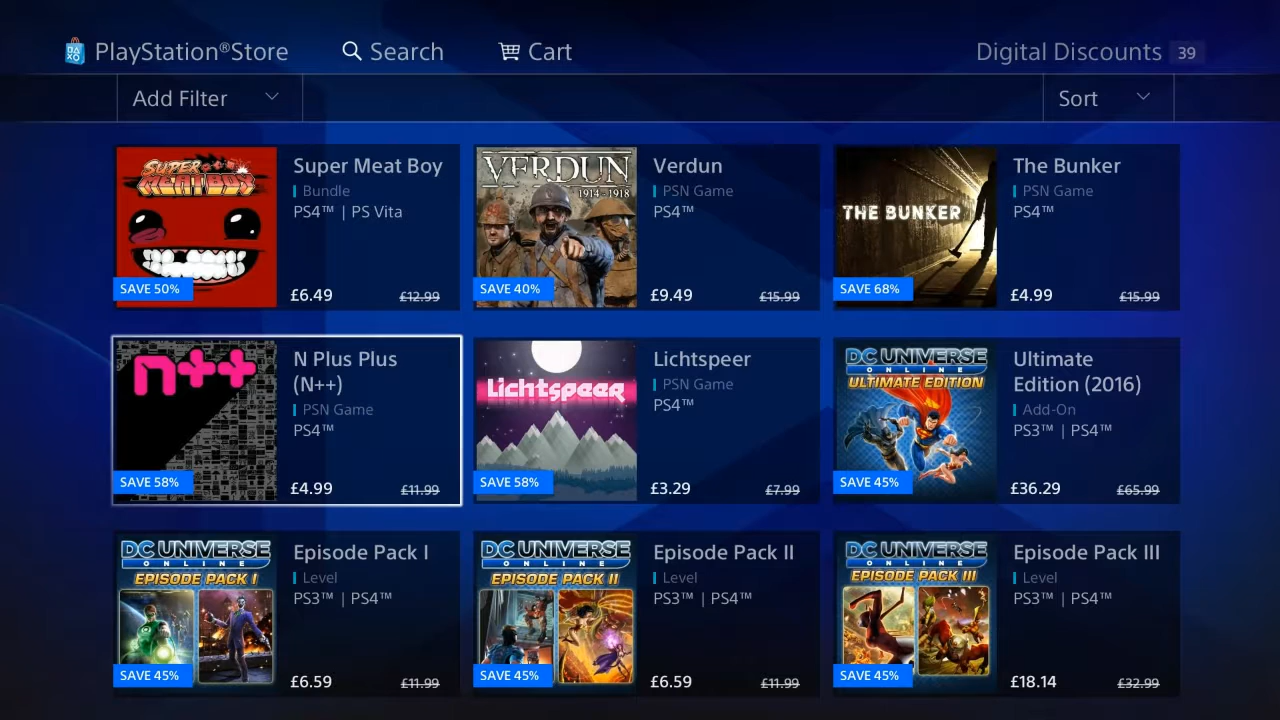 PlayStation®Store
Search
Cart
Digital Discounts 39
Add Filter
Sort
SUPER MEAT BOY
SAVE 50%
Super Meat Boy
Bundle
PS4™ | PS Vita
£6.49 £12.99
VERDUN
1914-1918
SAVE 40%
Verdun
PSN Game
PS4™
£9.49 £15.99
THE BUNKER
SAVE 68%
The Bunker
PSN Game
PS4™
£4.99 £15.99
n++
SAVE 58%
N Plus Plus
(N++)
PSN Game
PS4™
£4.99 £11.99
Lichtspeer
SAVE 58%
Lichtspeer
PSN Game
PS4™
£3.29 £7.99
DC UNIVERSE
ONLINE
ULTIMATE EDITION
SAVE 45%
Ultimate
Edition (2016)
Add-On
PS3™ | PS4™
£36.29 £65.99
DC UNIVERSE
ONLINE
EPISODE PACK I
SAVE 45%
Episode Pack I
Level
PS3™ | PS4™
£6.59 £11.99
DC UNIVERSE
ONLINE
EPISODE PACK II
SAVE 45%
Episode Pack II
Level
PS3™ | PS4™
£6.59 £11.99
DC UNIVERSE
ONLINE
EPISODE PACK III
SAVE 45%
Episode Pack III
Level
PS3™ | PS4™
£18.14 £32.99